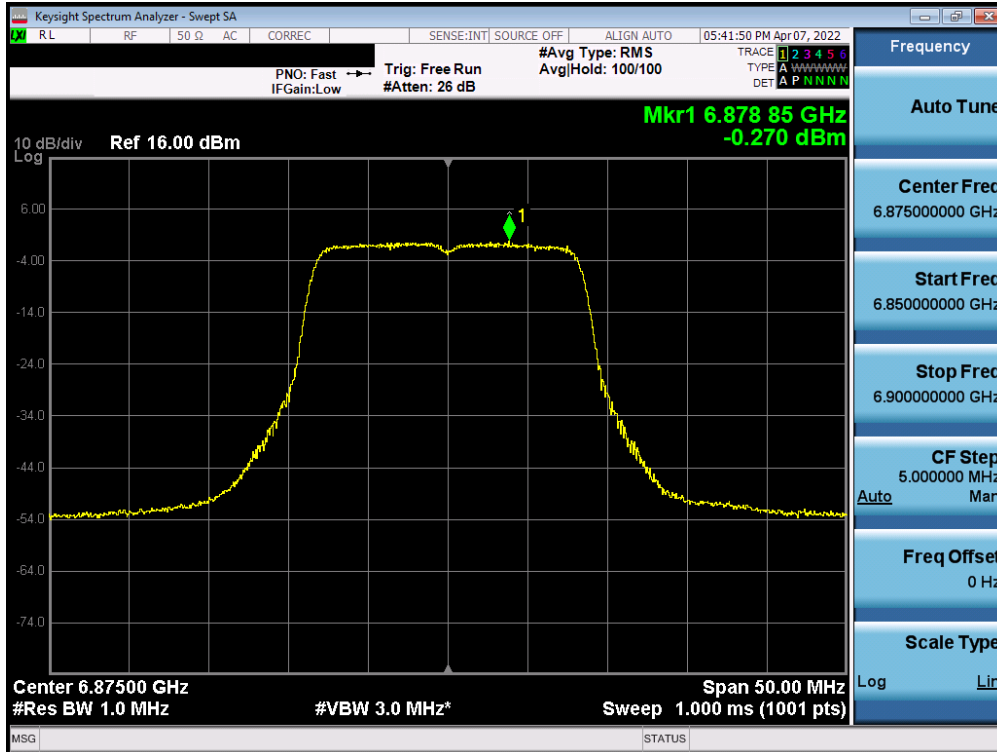 Keysight Spectrum Analyzer - Swept SA
LXI RL RF 50 Ω AC CORREC SENSE:INT SOURCE OFF ALIGN AUTO 05:41:50 PM Apr 07, 2022
PNO: Fast
IFGain:Low
Trig: Free Run
#Atten: 26 dB
#Avg Type: RMS
Avg|Hold: 100/100
TRACE 1 2 3 4 5 6
TYPE A WWWWW
DET A P N N N N
Mkr1 6.878 85 GHz
-0.270 dBm
10 dB/div Ref 16.00 dBm
Log
1
6.00
-4.00
-14.0
-24.0
-34.0
-44.0
-54.0
-64.0
-74.0
Center 6.87500 GHz Span 50.00 MHz
#Res BW 1.0 MHz #VBW 3.0 MHz* Sweep 1.000 ms (1001 pts)
MSG STATUS
Frequency
Auto Tune
Center Freq
6.875000000 GHz
Start Freq
6.850000000 GHz
Stop Freq
6.900000000 GHz
CF Step
5.000000 MHz
Auto Man
Freq Offset
0 Hz
Scale Type
Log Lin